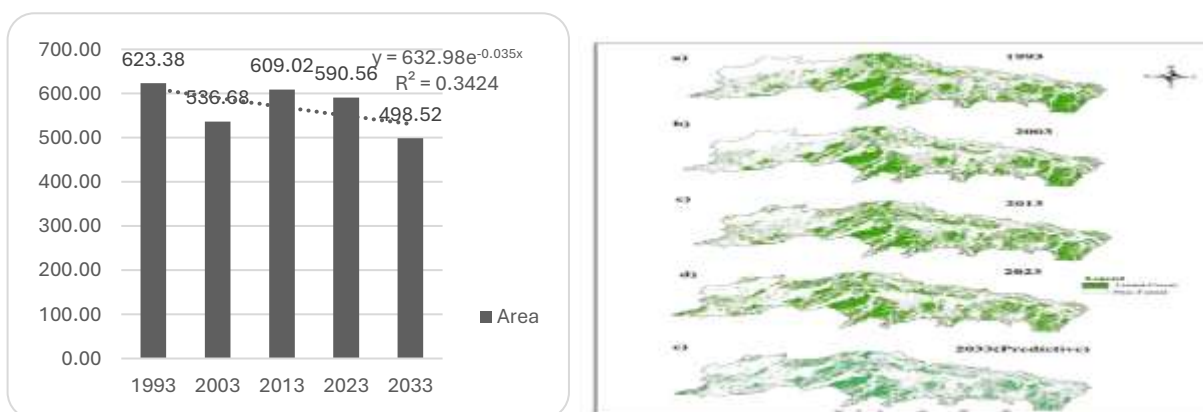 700.00
600.00
500.00
400.00
300.00
200.00
100.00
0.00
623.38
536.68
609.02
590.56
498.52
y = 632.98e^-0.035x
R² = 0.3424
Area
1993 2003 2013 2023 2033
a) 1993
b) 2003
c) 2013
d) 2023
Legend
e) 2033(Predictive)